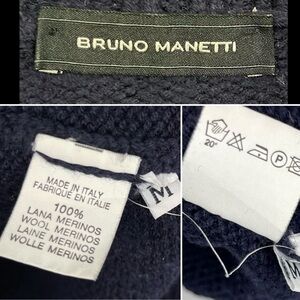 BRUNO MANETTI
MADE IN ITALY
FABRIQUE EN ITALIE
100%
LANA MERINOS
WOOL MERINOS
LAINE MERINOS
WOLLE MERINOS
M
20°
P
M